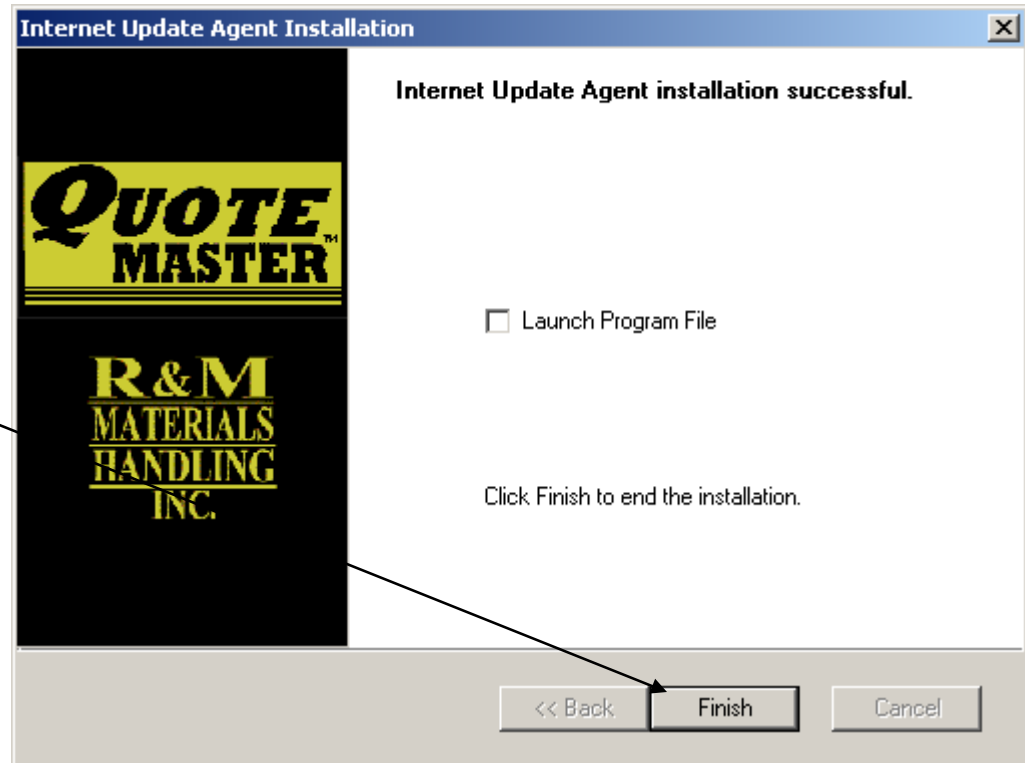 Internet Update Agent Installation
Internet Update Agent installation successful.
QUOTE
MASTER™
Launch Program File
R&M
MATERIALS
HANDLING
INC.
Click Finish to end the installation.
<< Back
Finish
Cancel